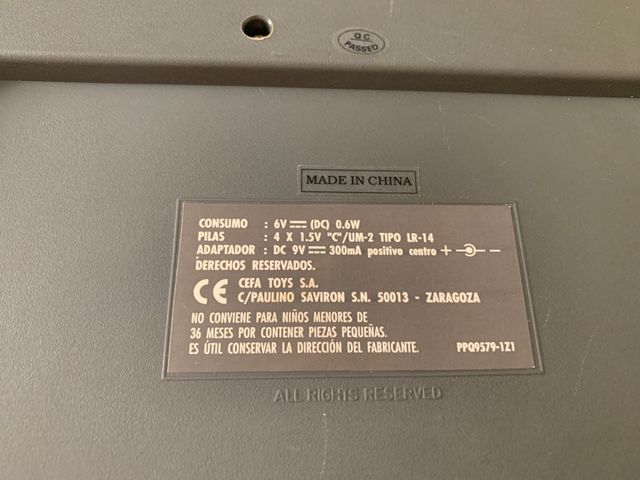 QC
PASSED
MADE IN CHINA
CONSUMO : 6V (DC) 0.6W
PILAS : 4 X 1.5V "C"/UM-2 TIPO LR-14
ADAPTADOR : DC 9V 300mA positivo centro + −
DERECHOS RESERVADOS.
CE CEFA TOYS S.A.
C/PAULINO SAVIRON S.N. 50013 - ZARAGOZA
NO CONVIENE PARA NIÑOS MENORES DE
36 MESES POR CONTENER PIEZAS PEQUEÑAS.
ES ÚTIL CONSERVAR LA DIRECCIÓN DEL FABRICANTE. PPQ9579-1Z1
ALL RIGHTS RESERVED